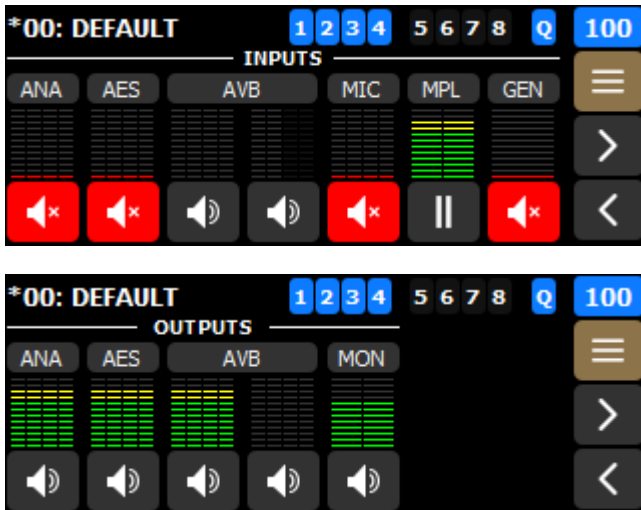 *00: DEFAULT 1 2 3 4 5 6 7 8 Q 100
INPUTS
ANA AES AVB MIC MPL GEN
*00: DEFAULT 1 2 3 4 5 6 7 8 Q 100
OUTPUTS
ANA AES AVB MON